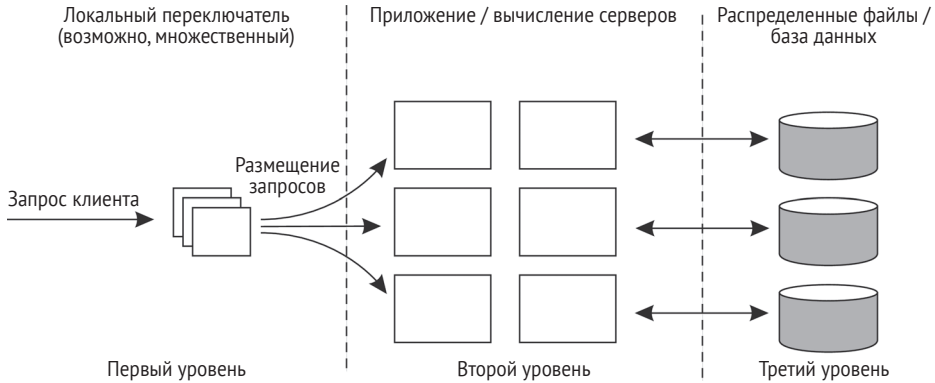 Локальный переключатель
(возможно, множественный)
Приложение / вычисление серверов
Распределенные файлы /
база данных
Размещение
запросов
Запрос клиента
Первый уровень
Второй уровень
Третий уровень